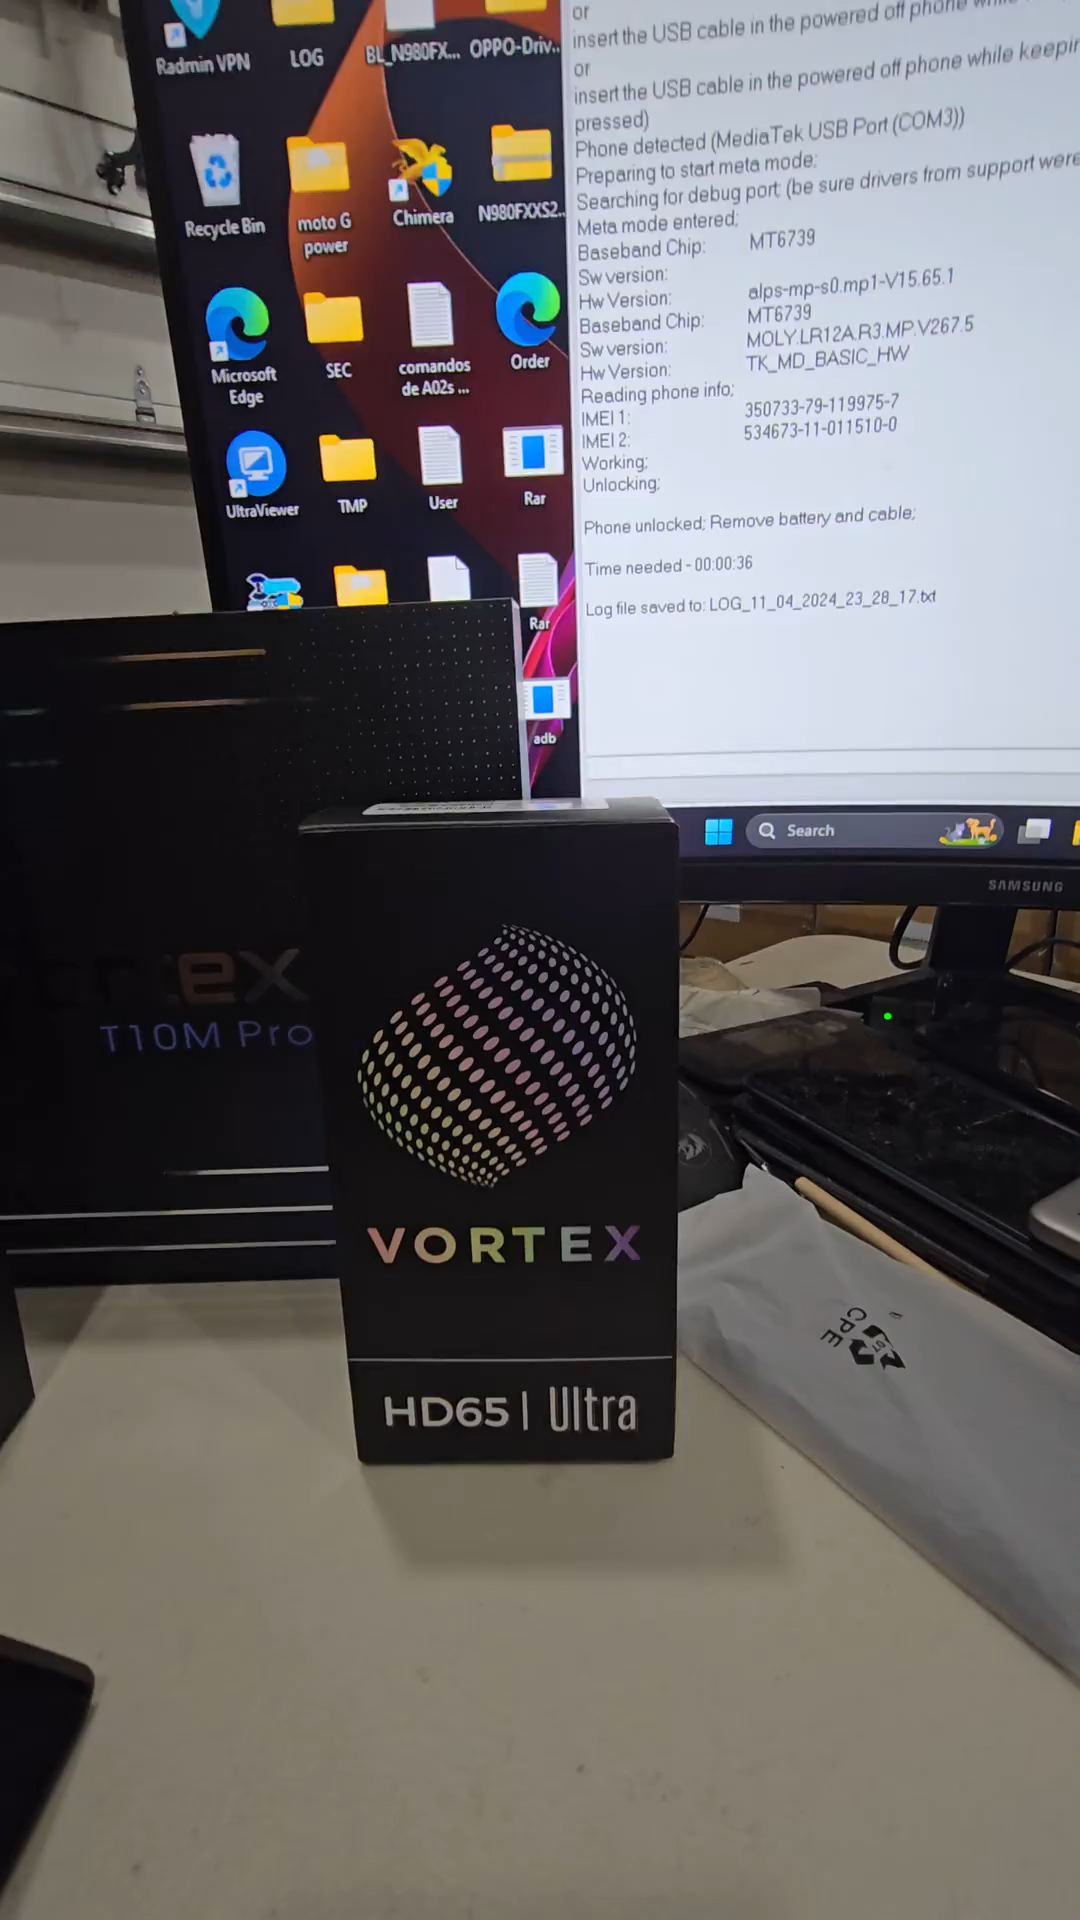 Radmin VPN
LOG
BL_N980FX...
OPPO-Driv...
Recycle Bin
moto G
power
Chimera
N980FXXS2...
Microsoft
Edge
SEC
comandos
de A02s ...
Order
UltraViewer
TMP
User
Rar
Rar
adb
or
insert the USB cable in the powered off phone
or
insert the USB cable in the powered off phone while
pressed)
Phone detected (MediaTek USB Port (COM3))
Preparing to start meta mode;
Searching for debug port; (be sure drivers from support were
Meta mode entered;
Baseband Chip: MT6739
Sw version:
Hw Version: alps-mp-s0.mp1-V15.65.1
Baseband Chip: MT6739
Sw version: MOLY.LR12A.R3.MP.V267.5
Hw Version: TK_MD_BASIC_HW
Reading phone info;
IMEI 1: 350733-79-119975-7
IMEI 2: 534673-11-011510-0
Working;
Unlocking;
Phone unlocked; Remove battery and cable;
Time needed - 00:00:36
Log file saved to: LOG_11_04_2024_23_28_17.txt
Search
SAMSUNG
T10M Pro
VORTEX
HD65 | Ultra
CPE